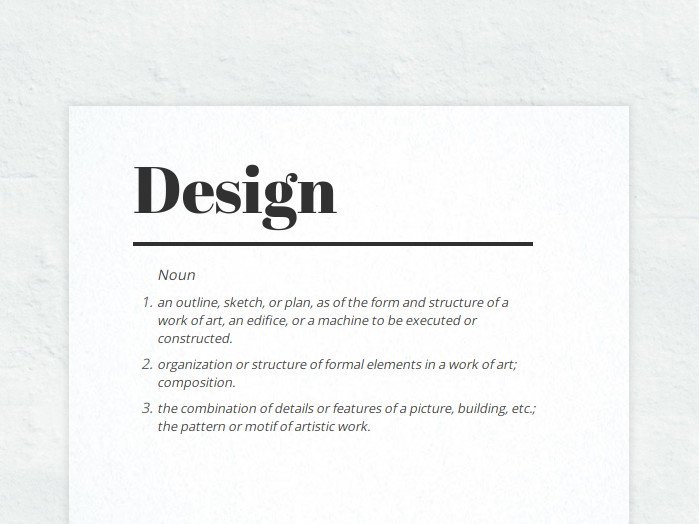 Design
Noun
1. an outline, sketch, or plan, as of the form and structure of a
work of art, an edifice, or a machine to be executed or
constructed.
2. organization or structure of formal elements in a work of art;
composition.
3. the combination of details or features of a picture, building, etc.;
the pattern or motif of artistic work.